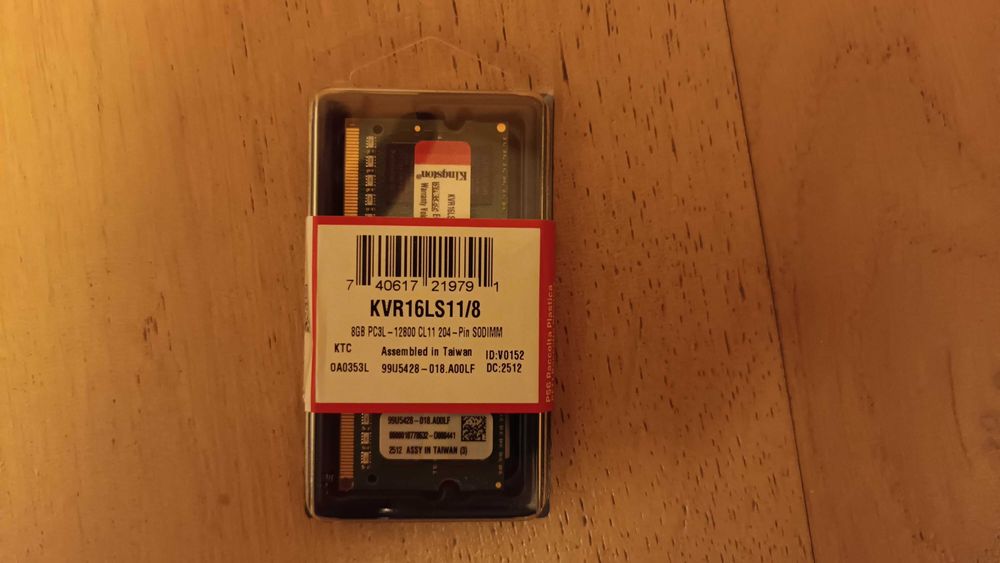 Kingston
7 40617 21979 1
KVR16LS11/8
8GB PC3L-12800 CL11 204-Pin SODIMM
KTC
Assembled in Taiwan
ID:V0152
0A0353L
99U5428-018.A00LF
DC:2512
PS6 Raccolta Plastica
99U5428-018.A00LF
2512 ASSY IN TAIWAN (3)